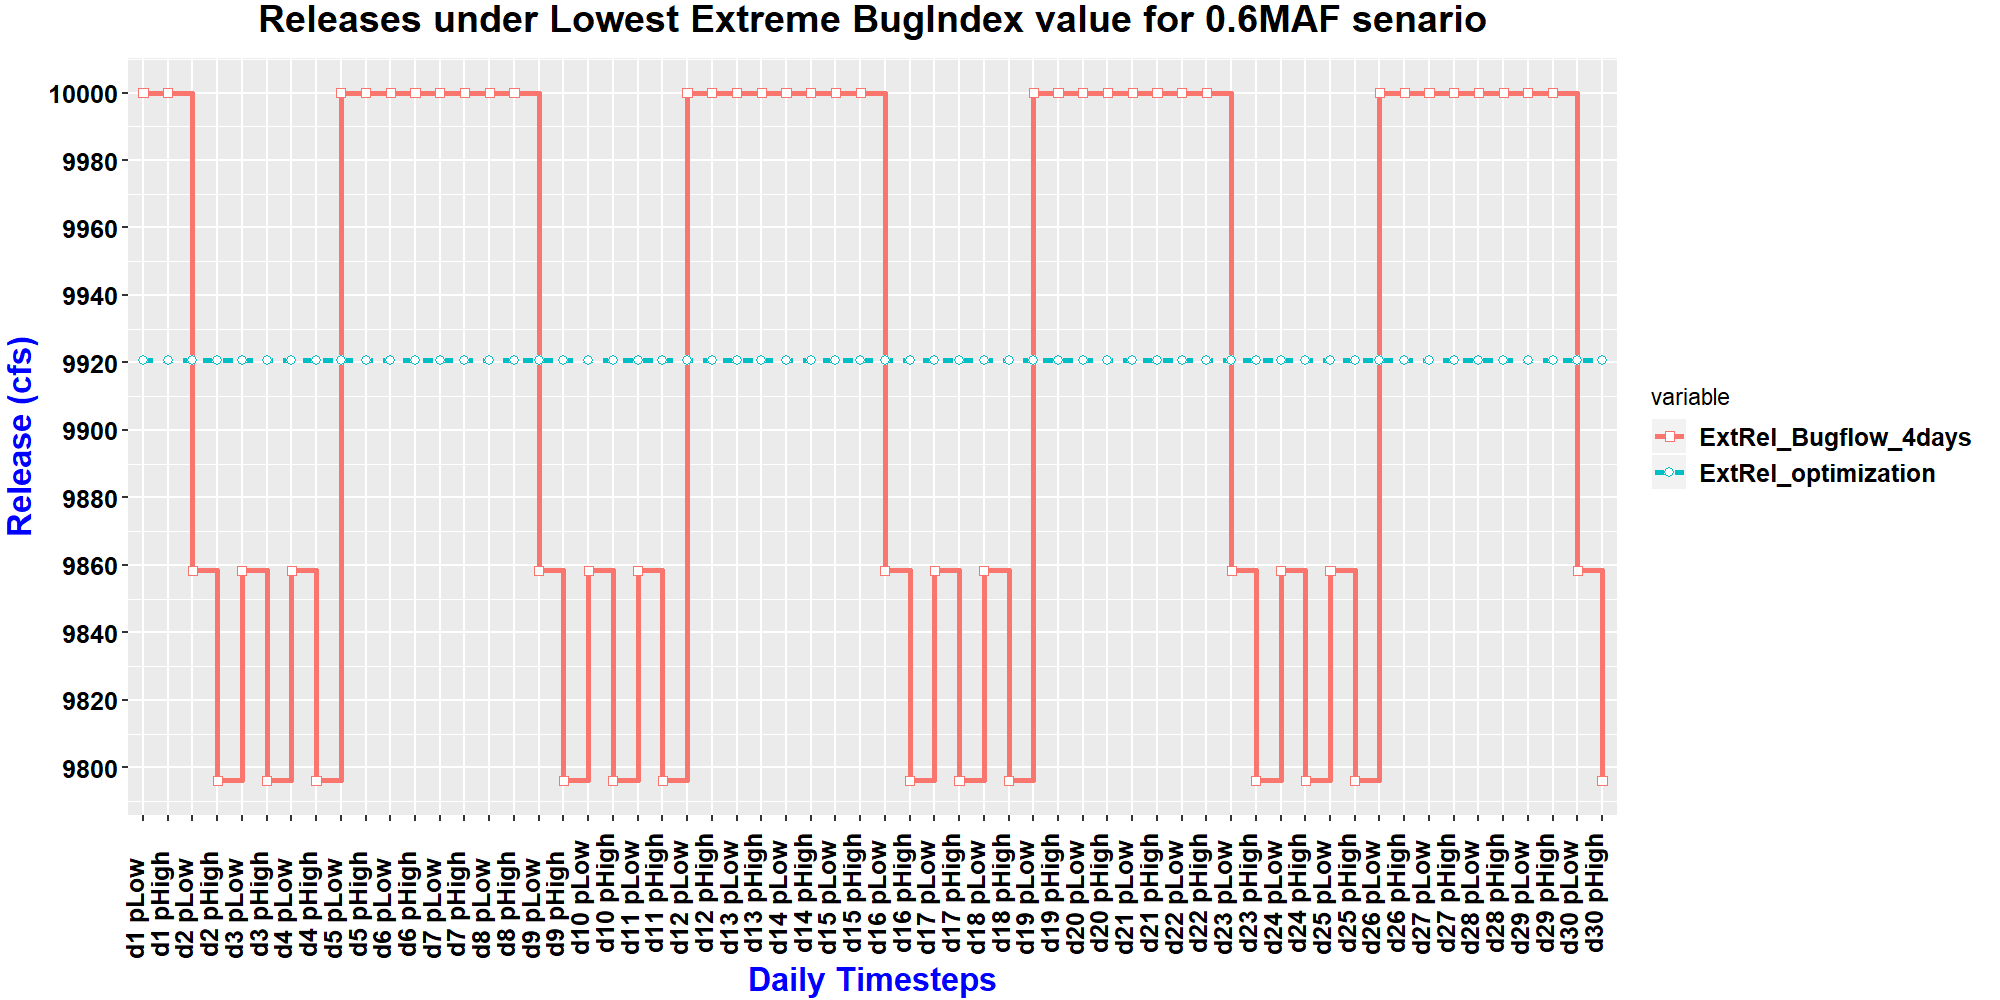 Releases under Lowest Extreme BugIndex value for 0.6MAF senario
10000
9980
9960
9940
9920
9900
9880
9860
9840
9820
9800
Release (cfs)
d1 pLow
d1 pHigh
d2 pLow
d2 pHigh
d3 pLow
d3 pHigh
d4 pLow
d4 pHigh
d5 pLow
d5 pHigh
d6 pLow
d6 pHigh
d7 pLow
d7 pHigh
d8 pLow
d8 pHigh
d9 pLow
d9 pHigh
d10 pLow
d10 pHigh
d11 pLow
d11 pHigh
d12 pLow
d12 pHigh
d13 pLow
d13 pHigh
d14 pLow
d14 pHigh
d15 pLow
d15 pHigh
d16 pLow
d16 pHigh
d17 pLow
d17 pHigh
d18 pLow
d18 pHigh
d19 pLow
d19 pHigh
d20 pLow
d20 pHigh
d21 pLow
d21 pHigh
d22 pLow
d22 pHigh
d23 pLow
d23 pHigh
d24 pLow
d24 pHigh
d25 pLow
d25 pHigh
d26 pLow
d26 pHigh
d27 pLow
d27 pHigh
d28 pLow
d28 pHigh
d29 pLow
d29 pHigh
d30 pLow
d30 pHigh
Daily Timesteps
variable
ExtRel_Bugflow_4days
ExtRel_optimization